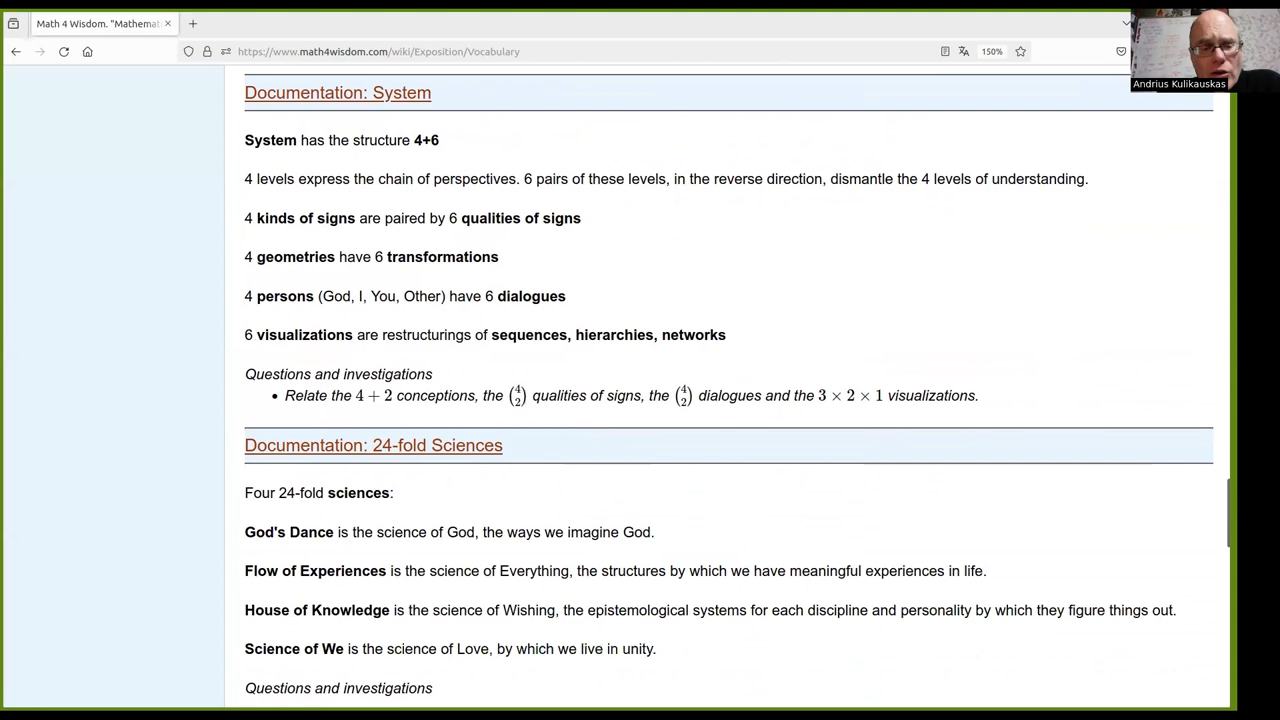 Math 4 Wisdom. "Mathemat
https://www.math4wisdom.com/wiki/Exposition/Vocabulary
150%
Andrius Kulikauskas
Documentation: System
System has the structure 4+6
4 levels express the chain of perspectives. 6 pairs of these levels, in the reverse direction, dismantle the 4 levels of understanding.
4 kinds of signs are paired by 6 qualities of signs
4 geometries have 6 transformations
4 persons (God, I, You, Other) have 6 dialogues
6 visualizations are restructurings of sequences, hierarchies, networks
Questions and investigations
• Relate the 4 + 2 conceptions, the (4 2) qualities of signs, the (4 2) dialogues and the 3 × 2 × 1 visualizations.
Documentation: 24-fold Sciences
Four 24-fold sciences:
God's Dance is the science of God, the ways we imagine God.
Flow of Experiences is the science of Everything, the structures by which we have meaningful experiences in life.
House of Knowledge is the science of Wishing, the epistemological systems for each discipline and personality by which they figure things out.
Science of We is the science of Love, by which we live in unity.
Questions and investigations